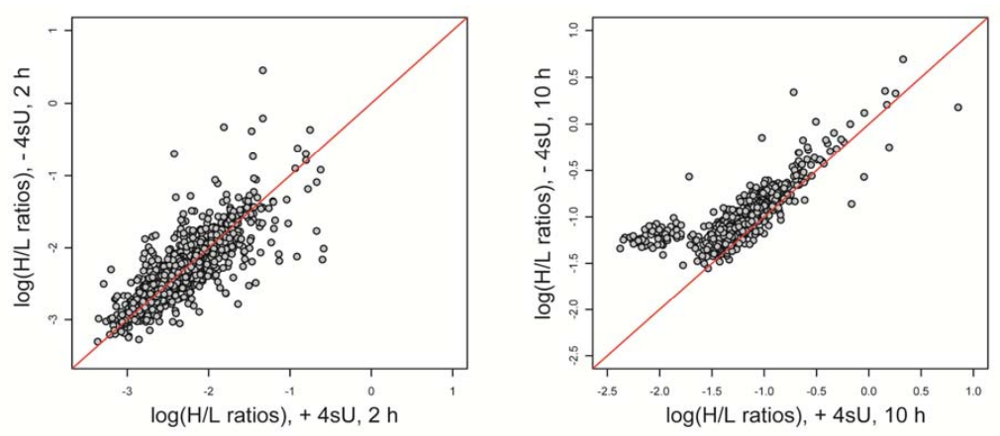 log(H/L ratios), - 4sU, 2 h
1
0
-1
-2
-3
-3 -2 -1 0 1
log(H/L ratios), + 4sU, 2 h
log(H/L ratios), - 4sU, 10 h
1.0
0.5
0.0
-0.5
-1.0
-1.5
-2.0
-2.5
-2.5 -2.0 -1.5 -1.0 -0.5 0.0 0.5 1.0
log(H/L ratios), + 4sU, 10 h